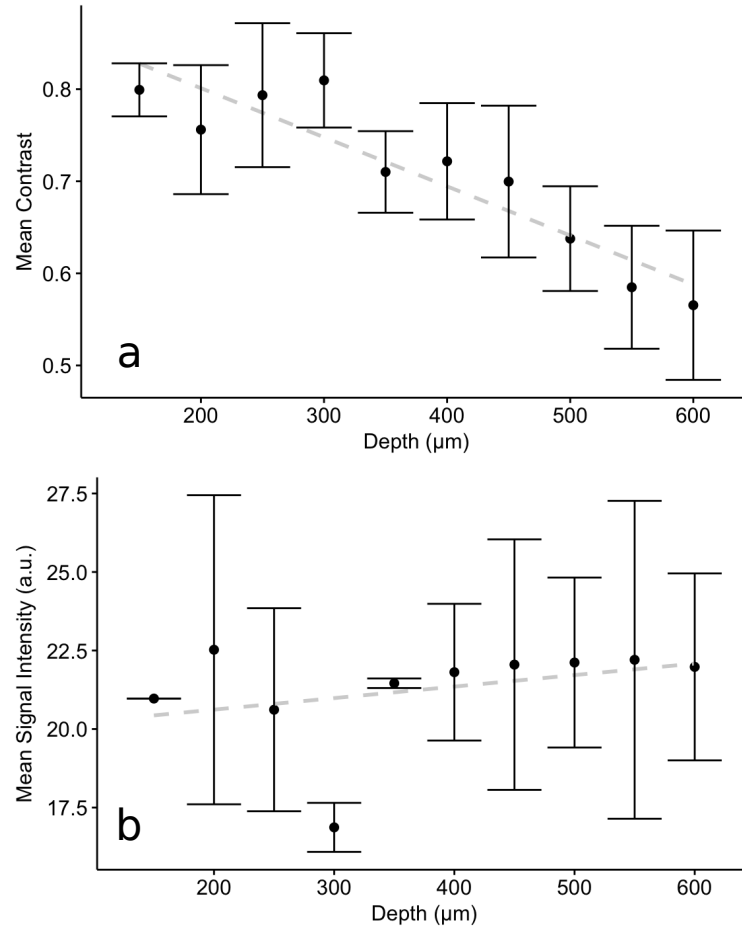 Mean Contrast
0.8
0.7
0.6
0.5
a
200 300 400 500 600
Depth (µm)
Mean Signal Intensity (a.u.)
27.5
25.0
22.5
20.0
17.5
b
200 300 400 500 600
Depth (µm)